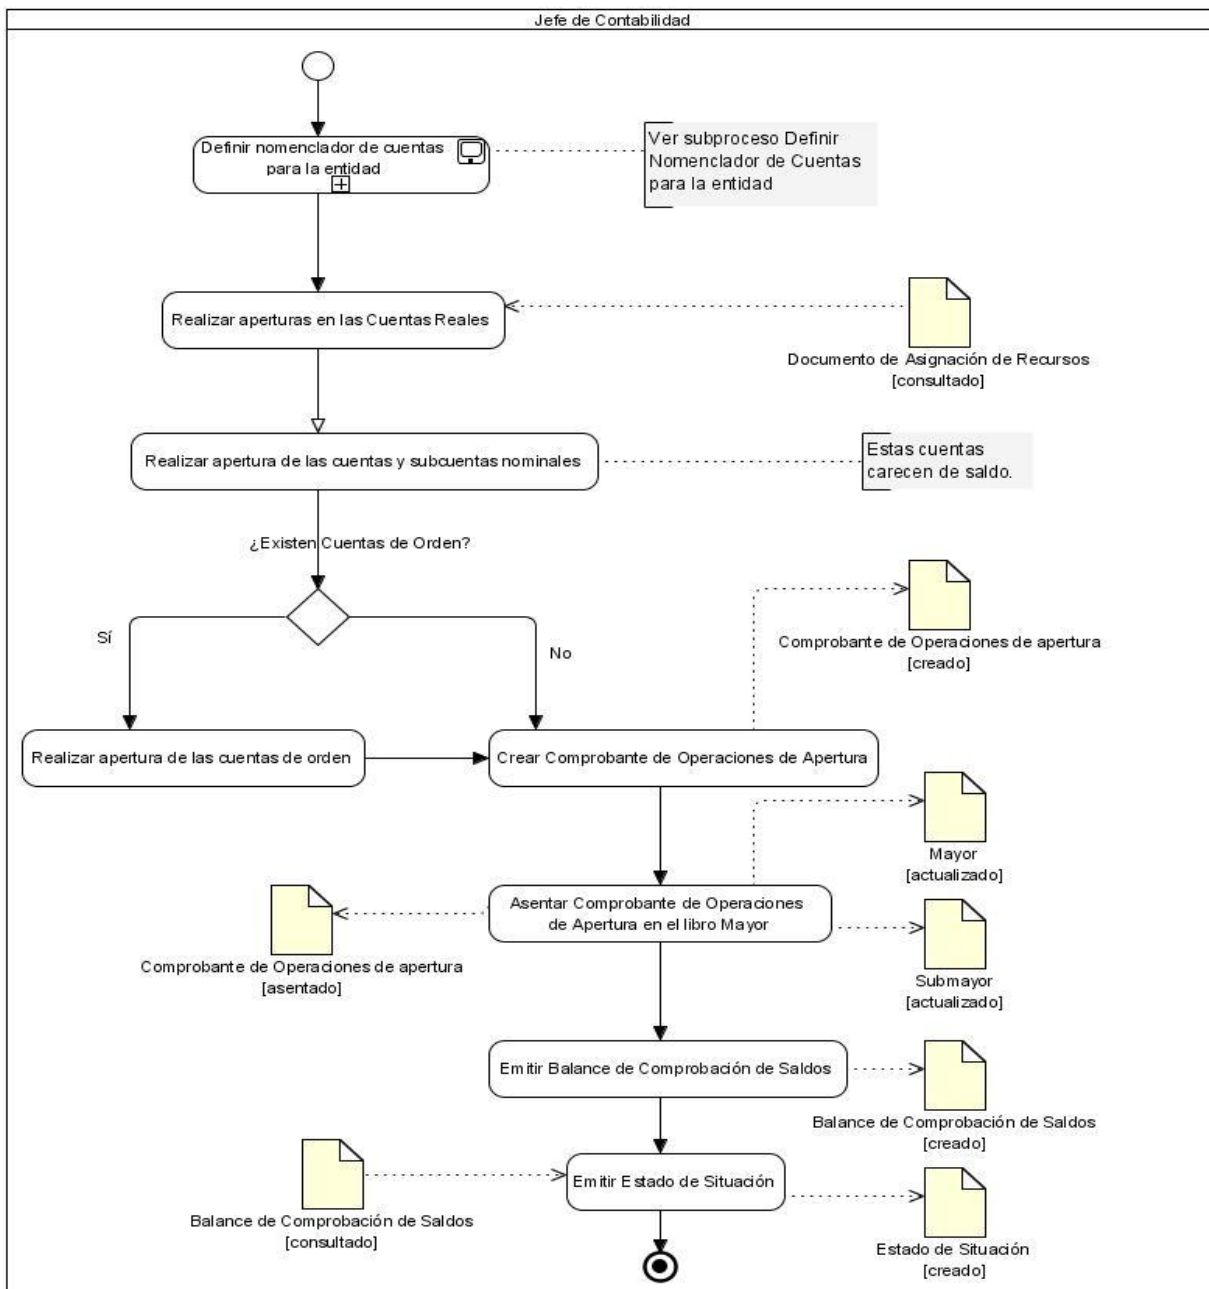 Jefe de Contabilidad
Definir nomenclador de cuentas
para la entidad
Ver subproceso Definir
Nomenclador de Cuentas
para la entidad
Realizar aperturas en las Cuentas Reales
Documento de Asignación de Recursos
[consultado]
Realizar apertura de las cuentas y subcuentas nominales
Estas cuentas
carecen de saldo.
¿Existen Cuentas de Orden?
Sí
No
Comprobante de Operaciones de apertura
[creado]
Realizar apertura de las cuentas de orden
Crear Comprobante de Operaciones de Apertura
Mayor
[actualizado]
Asentar Comprobante de Operaciones
de Apertura en el libro Mayor
Comprobante de Operaciones de apertura
[asentado]
Submayor
[actualizado]
Emitir Balance de Comprobación de Saldos
Balance de Comprobación de Saldos
[creado]
Emitir Estado de Situación
Balance de Comprobación de Saldos
[consultado]
Estado de Situación
[creado]